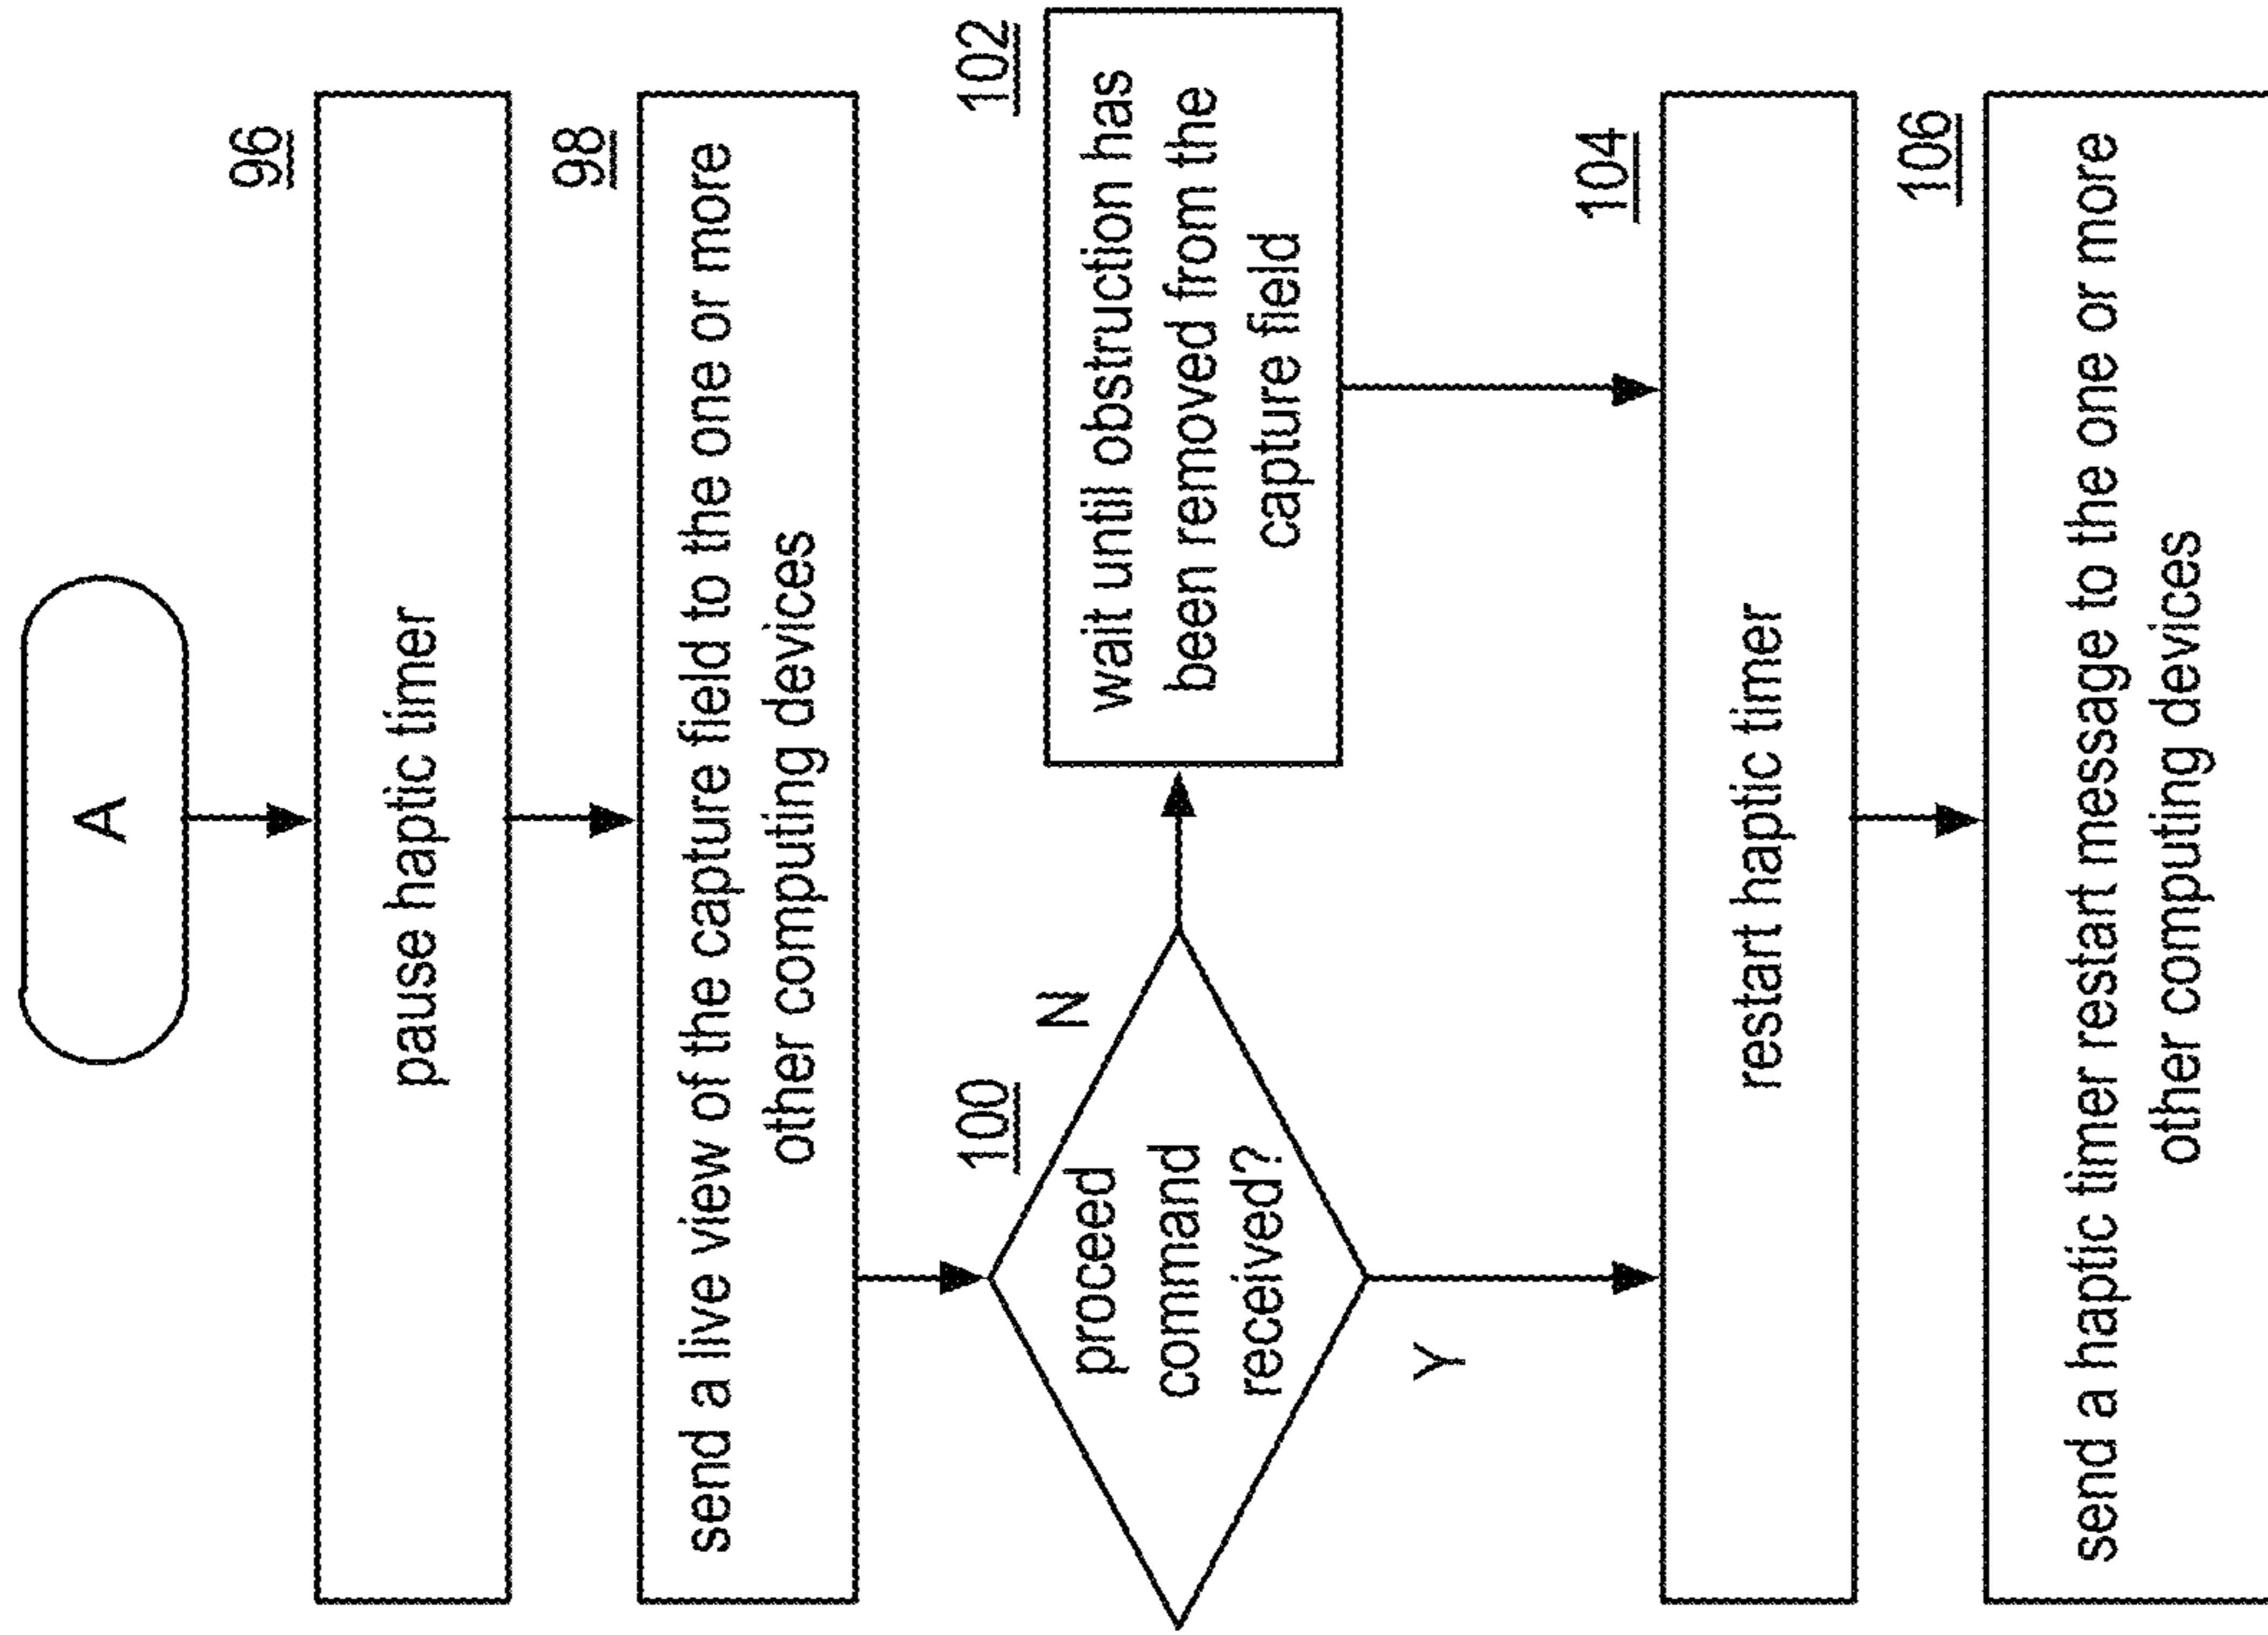 A
96
pause haptic timer
98
send a live view of the capture field to the one or more
other computing devices
100
proceed
command
received?
N
Y
102
wait until obstruction has
been removed from the
capture field
104
restart haptic timer
106
send a haptic timer restart message to the one or more
other computing devices